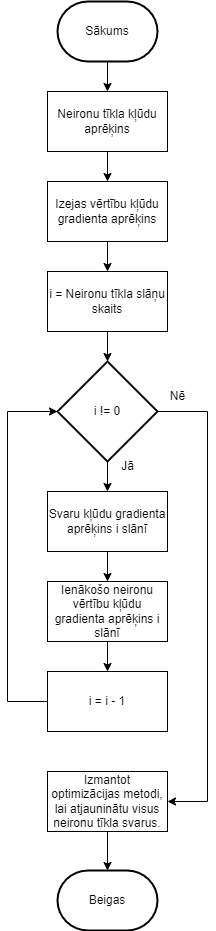 Sākums
Neironu tīkla kļūdu
aprēķins
Izejas vērtību kļūdu
gradienta aprēķins
i = Neironu tīkla slāņu
skaits
i != 0
Nē
Jā
Svaru kļūdu gradienta
aprēķins i slānī
Ienākošo neironu
vērtību kļūdu
gradienta aprēķins i
slānī
i = i - 1
Izmantot
optimizācijas metodi,
lai atjauninātu visus
neironu tīkla svarus.
Beigas